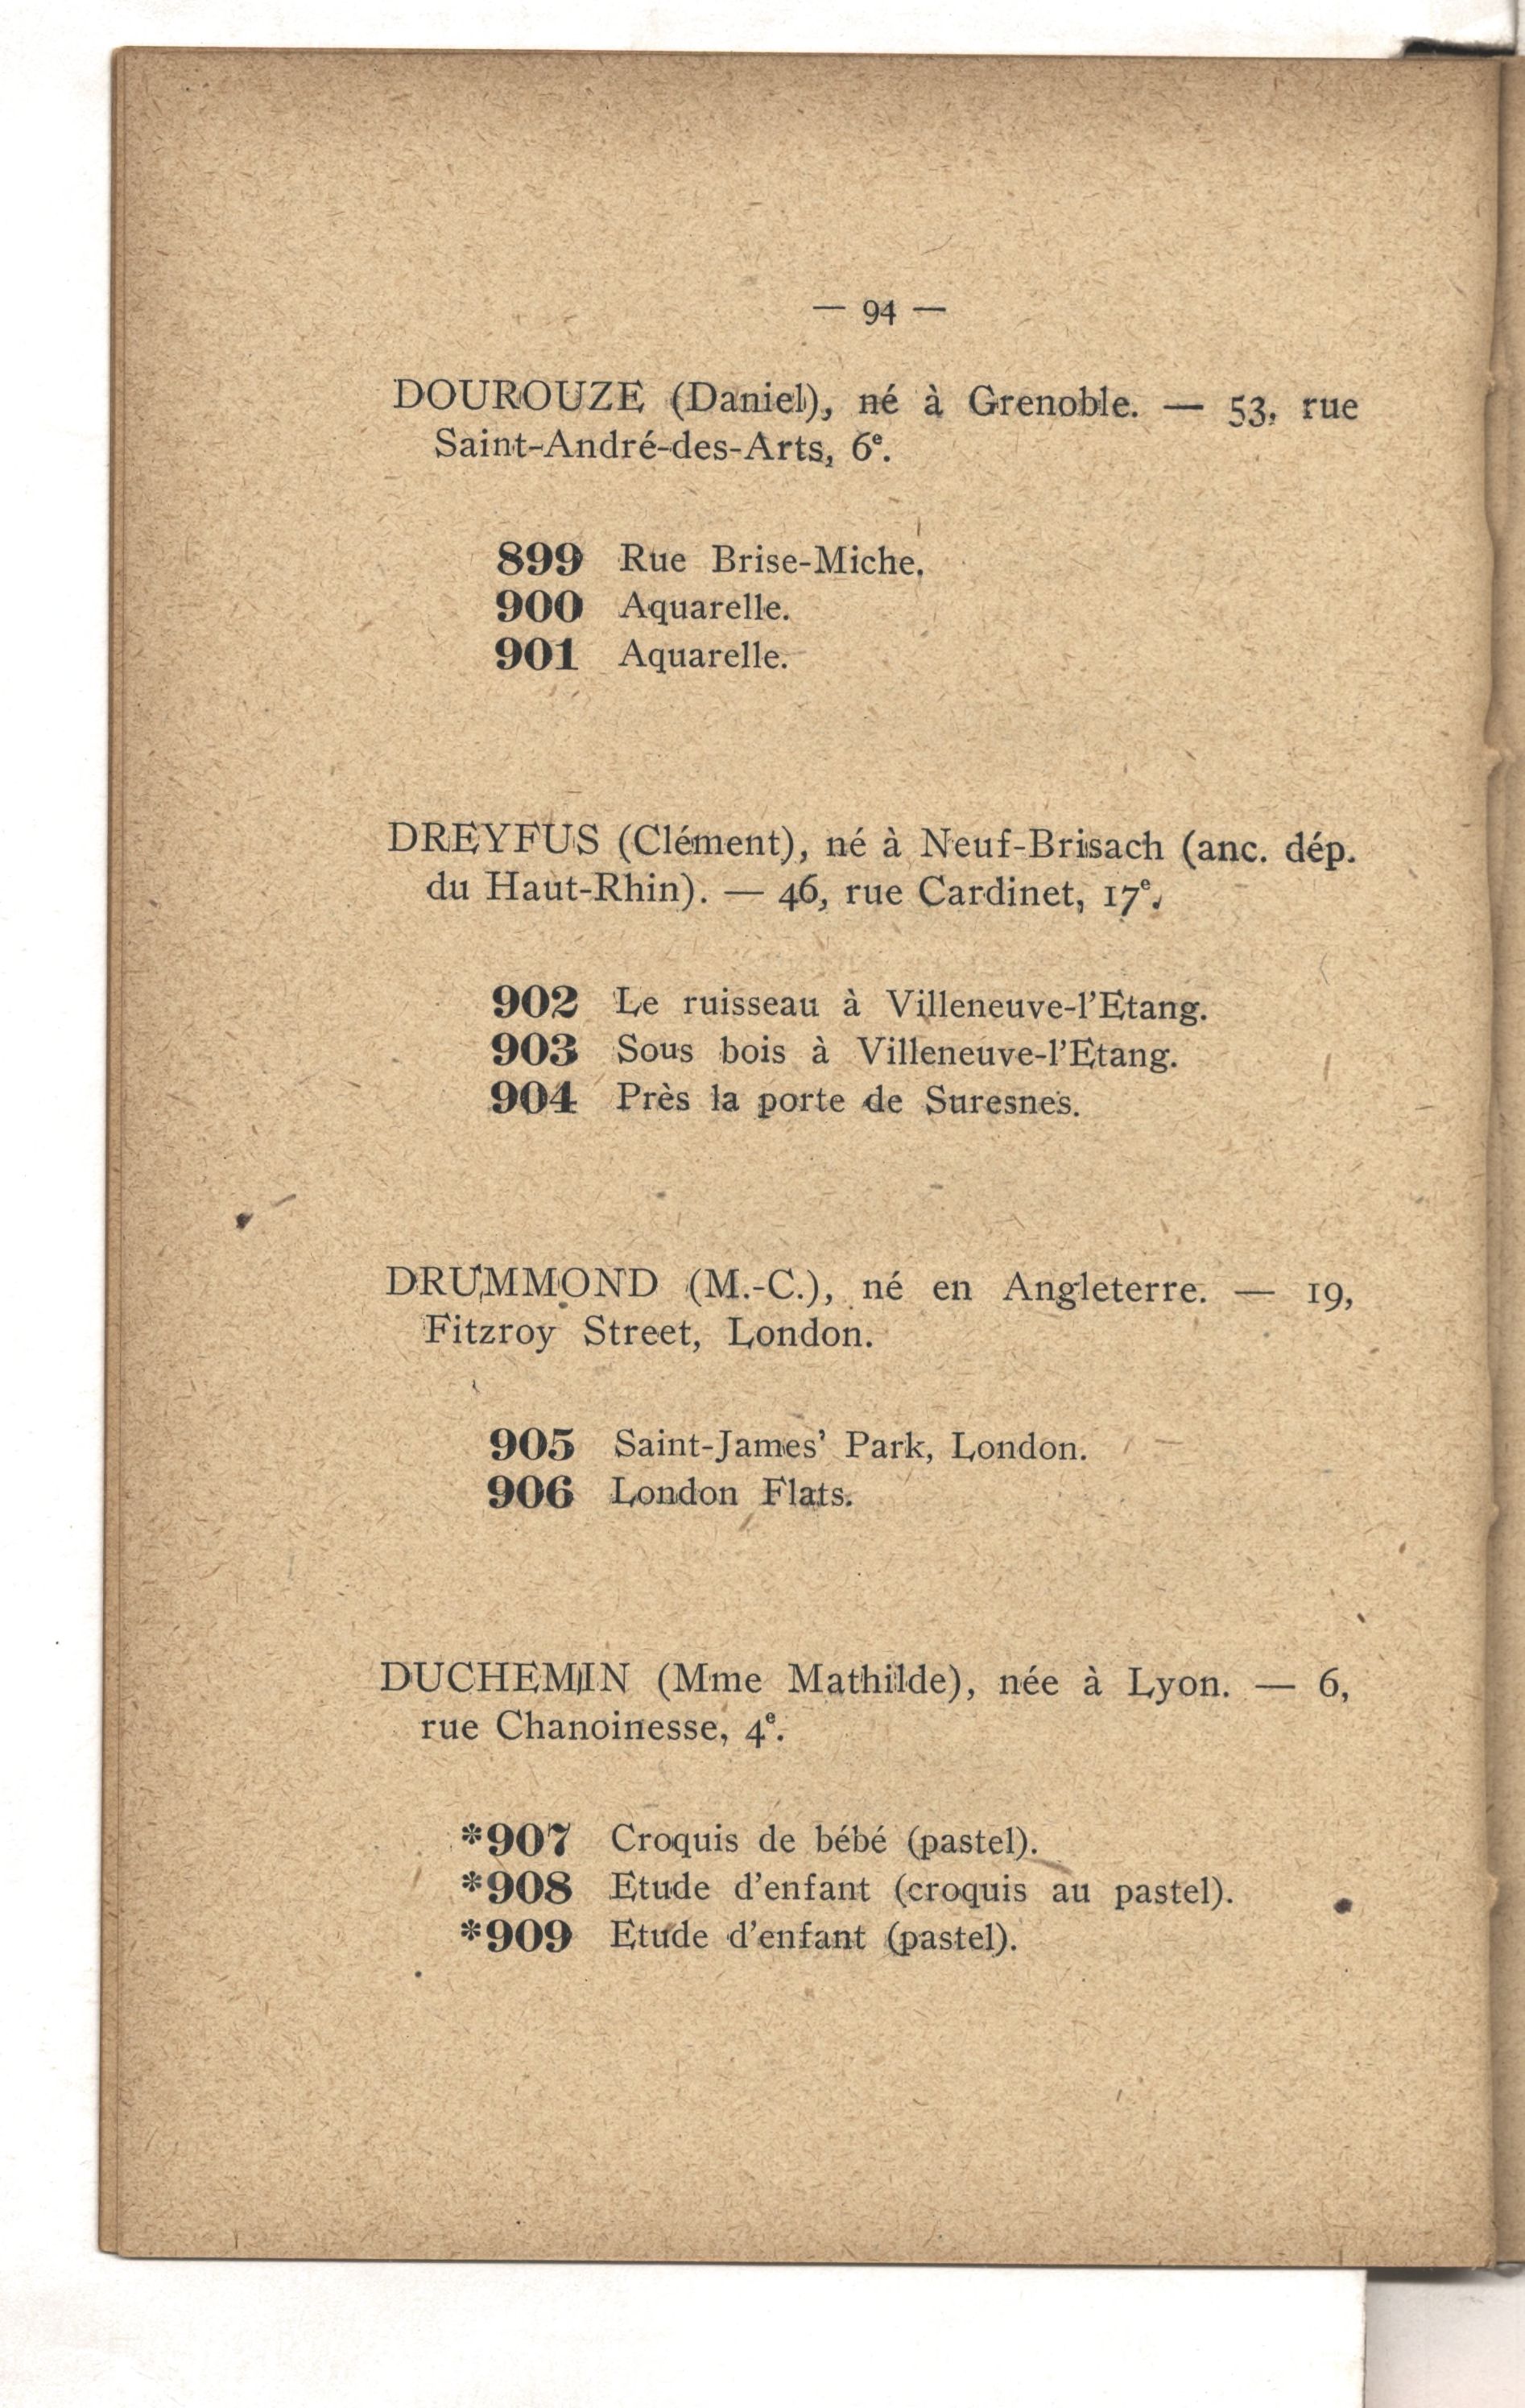 — 94 —
DOUROUZE (Daniel), né à Grenoble. — 53, rue
Saint-André-des-Arts, 6e.
899 Rue Brise-Miche.
900 Aquarelle.
901 Aquarelle.
DREYFUS (Clément), né à Neuf-Brisach (anc. dép.
du Haut-Rhin). — 46, rue Cardinet, 17e.
902 Le ruisseau à Villeneuve-l'Etang.
903 Sous bois à Villeneuve-l'Etang.
904 Près la porte de Suresnes.
DRUMMOND (M.-C.), né en Angleterre. — 19,
Fitzroy Street, London.
905 Saint-James' Park, London.
906 London Flats.
DUCHEMIN (Mme Mathilde), née à Lyon. — 6,
rue Chanoinesse, 4e.
*907 Croquis de bébé (pastel).
*908 Etude d'enfant (croquis au pastel).
*909 Etude d'enfant (pastel).